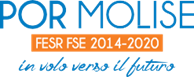 POR MOLISE
FESR FSE 2014-2020
in volo verso il futuro